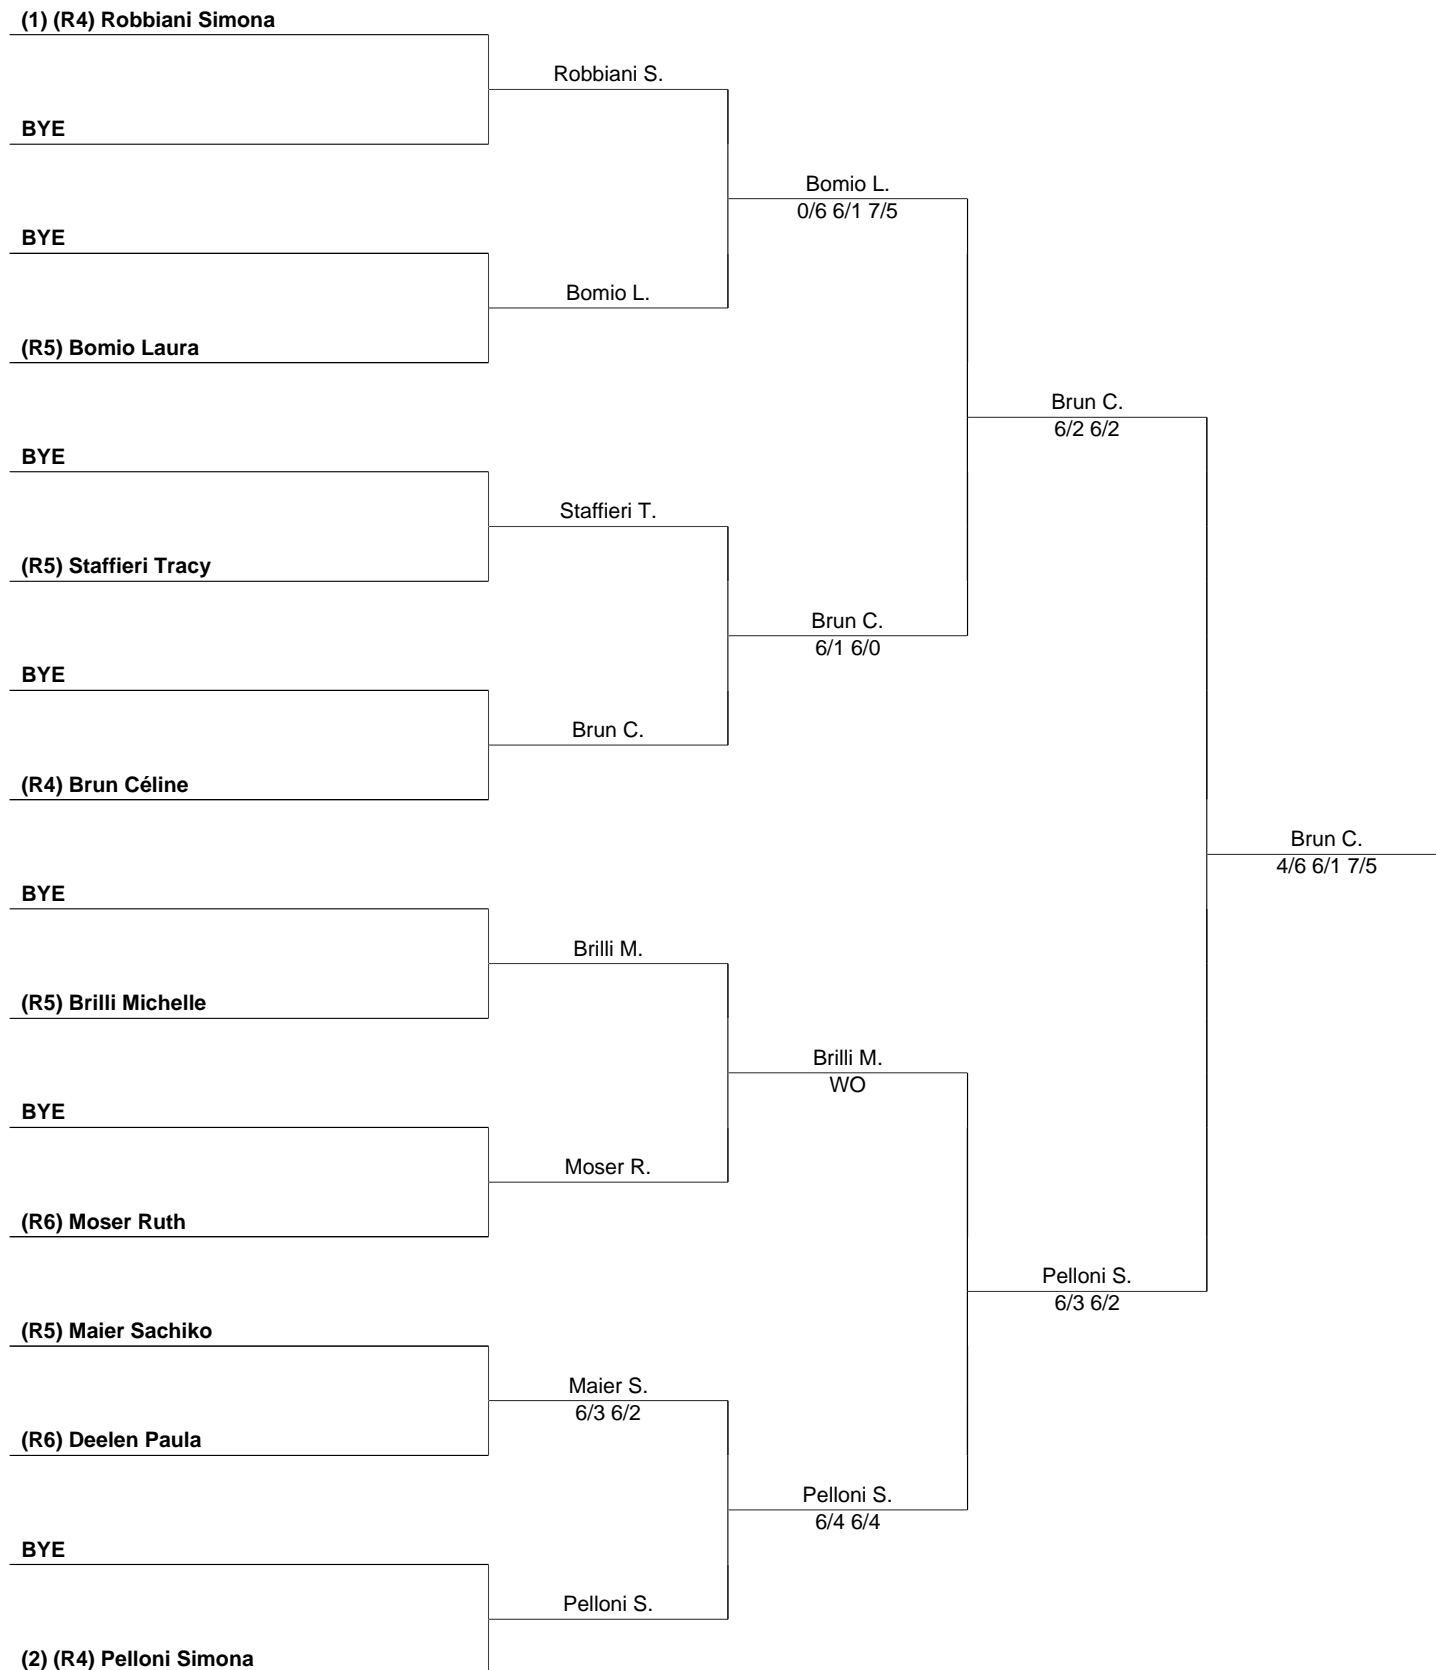 (1) (R4) Robbiani Simona
Robbiani S.
BYE
Bomio L.
0/6 6/1 7/5
BYE
Bomio L.
(R5) Bomio Laura
Brun C.
6/2 6/2
BYE
Staffieri T.
(R5) Staffieri Tracy
Brun C.
6/1 6/0
BYE
Brun C.
(R4) Brun Céline
Brun C.
4/6 6/1 7/5
BYE
Brilli M.
(R5) Brilli Michelle
Brilli M.
WO
BYE
Moser R.
(R6) Moser Ruth
Pelloni S.
6/3 6/2
(R5) Maier Sachiko
Maier S.
6/3 6/2
(R6) Deelen Paula
Pelloni S.
6/4 6/4
BYE
Pelloni S.
(2) (R4) Pelloni Simona